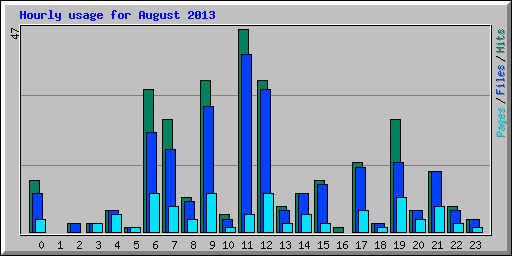 Hourly usage for August 2013
47
Pages/Files/Hits
0 1 2 3 4 5 6 7 8 9 10 11 12 13 14 15 16 17 18 19 20 21 22 23